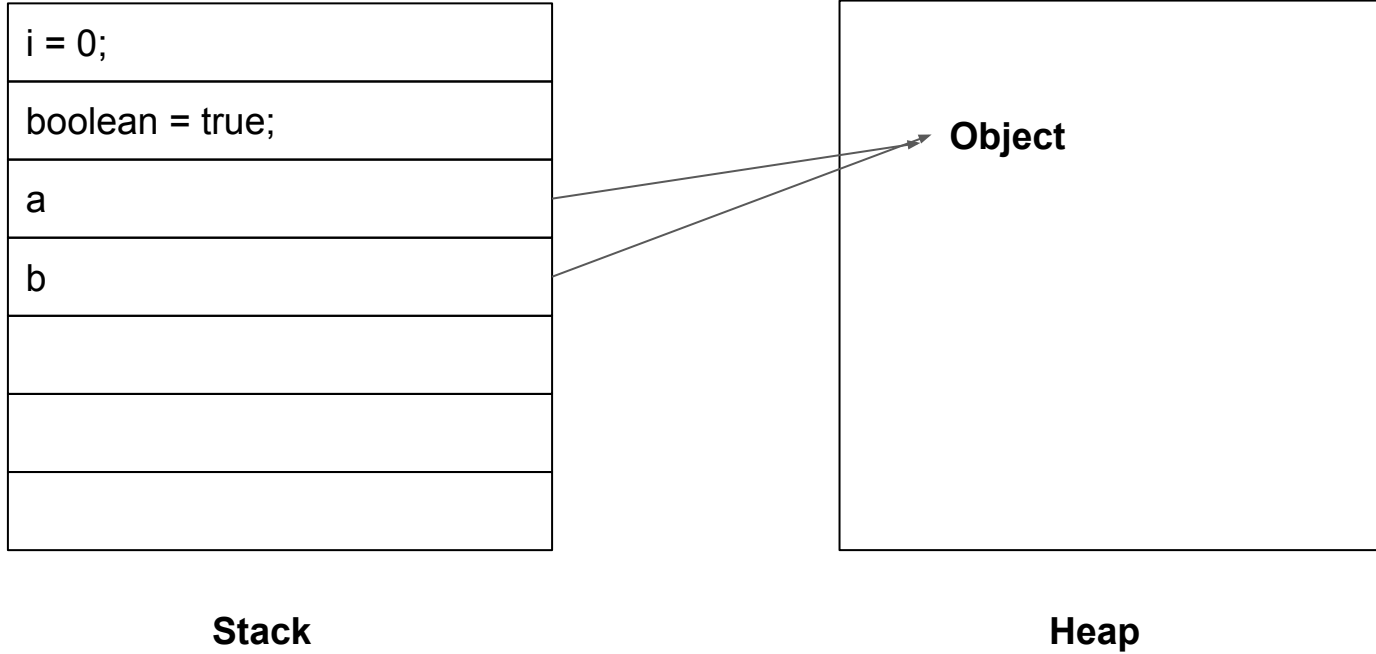 i = 0;
boolean = true;
a
b
Object
Stack
Heap